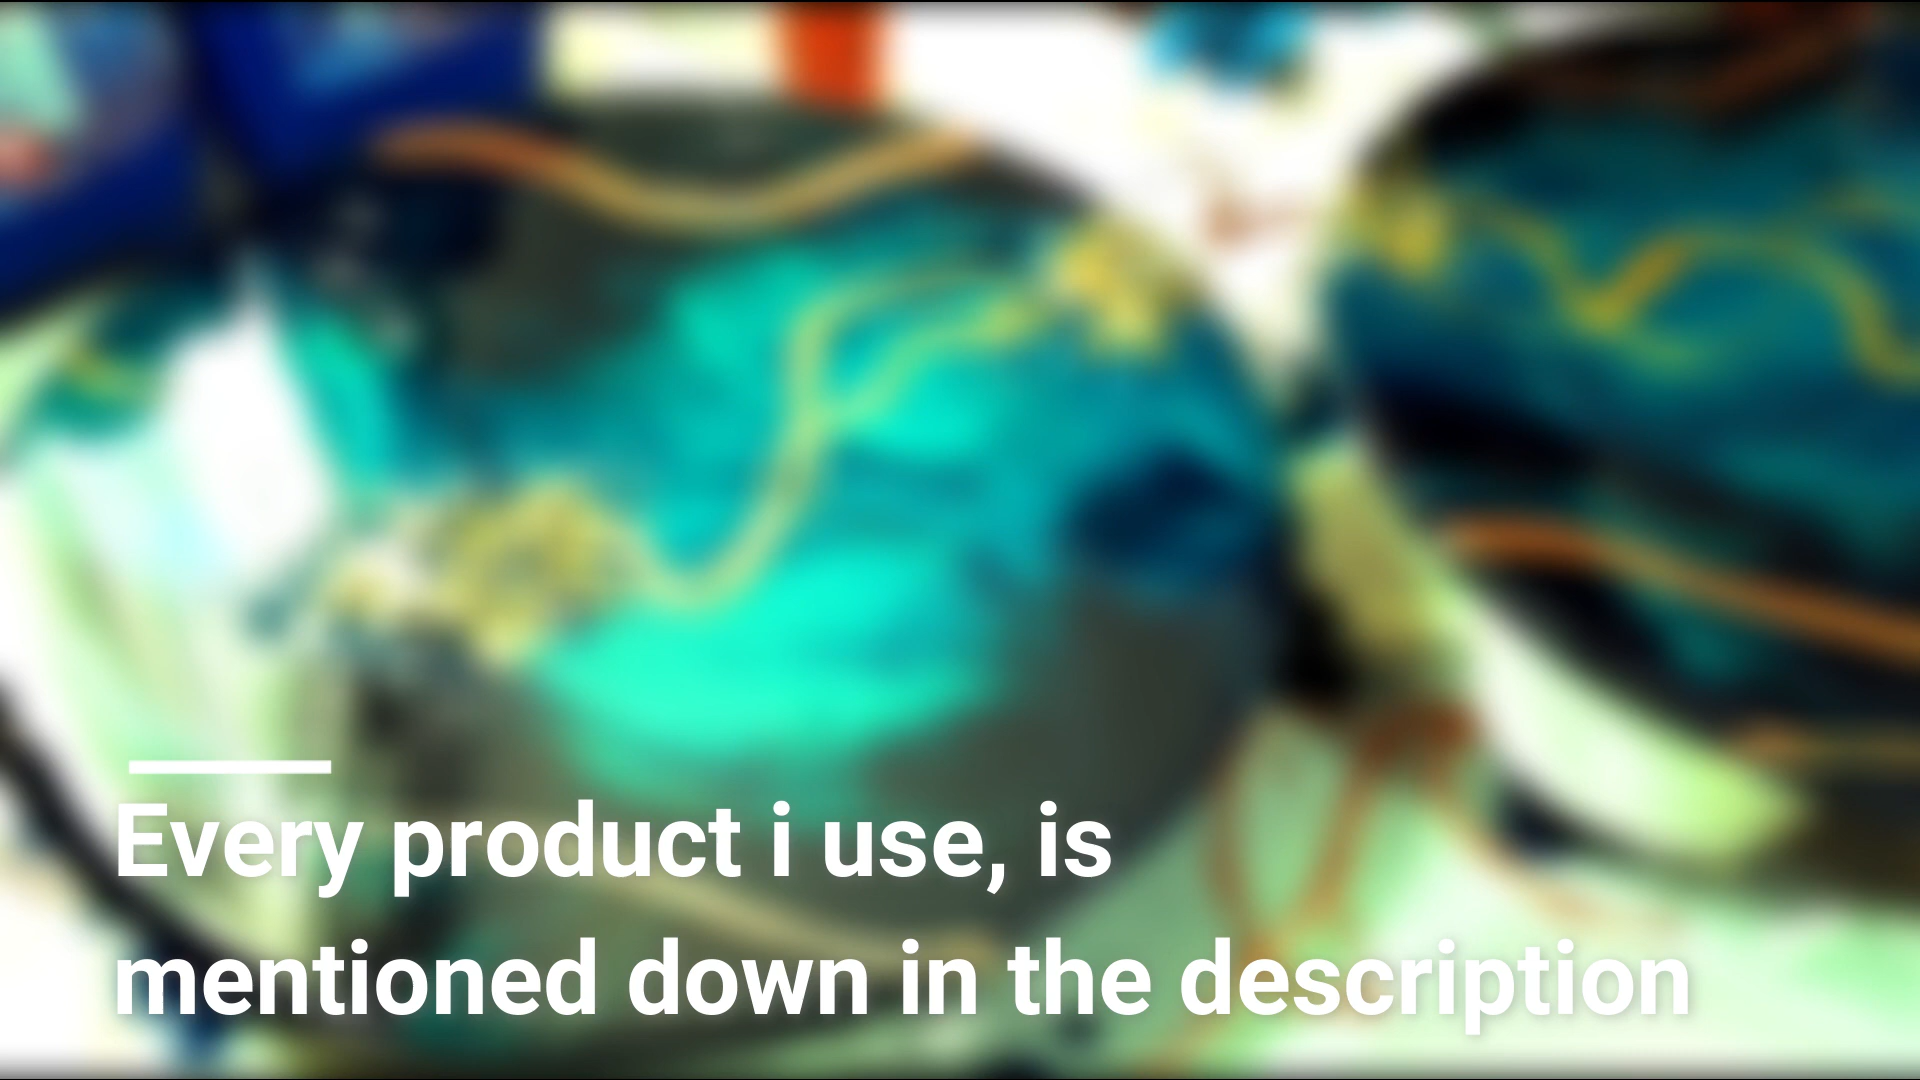 Every product i use, is
mentioned down in the description